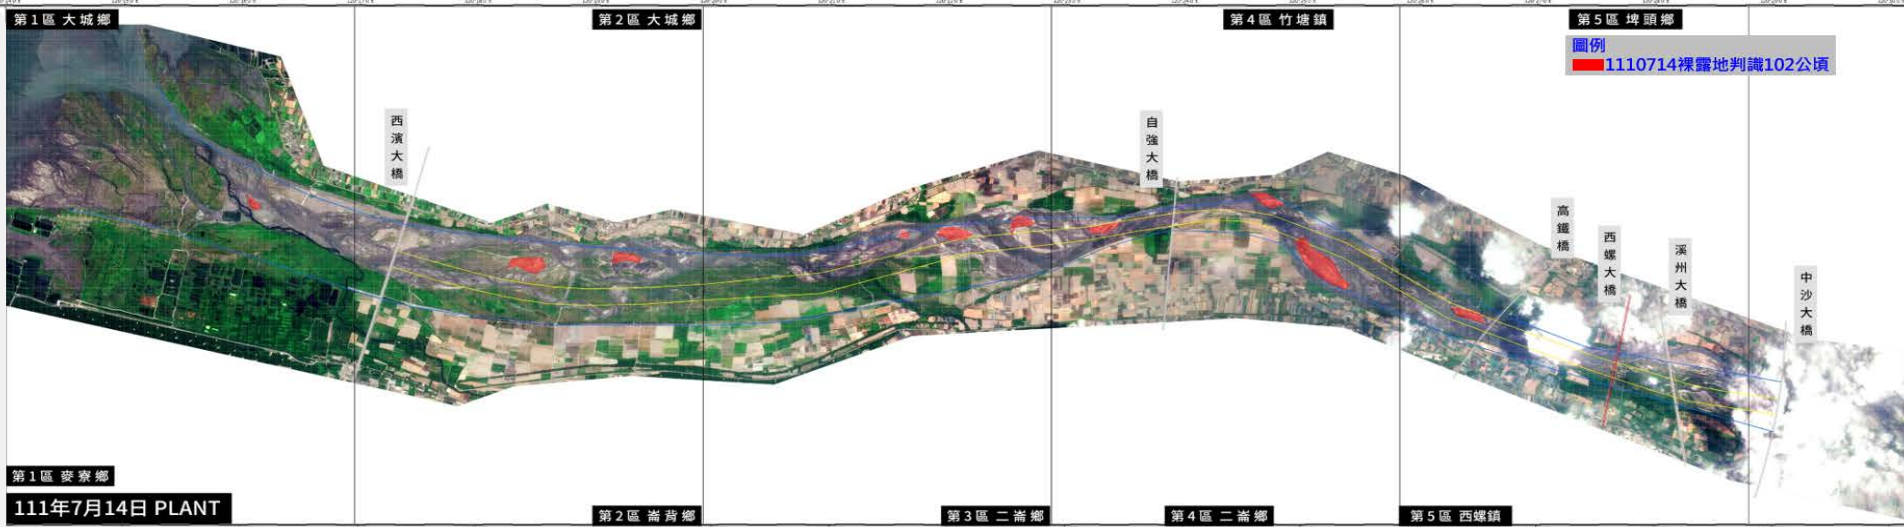 第1區 大城鄉
第2區 大城鄉
第4區 竹塘鎮
第5區 埤頭鄉
圖例
1110714裸露地判識102公頃
西濱大橋
自強大橋
高鐵橋
西螺大橋
溪州大橋
中沙大橋
第1區 麥寮鄉
111年7月14日 PLANT
第2區 崙背鄉
第3區 二崙鄉
第4區 二崙鄉
第5區 西螺鎮